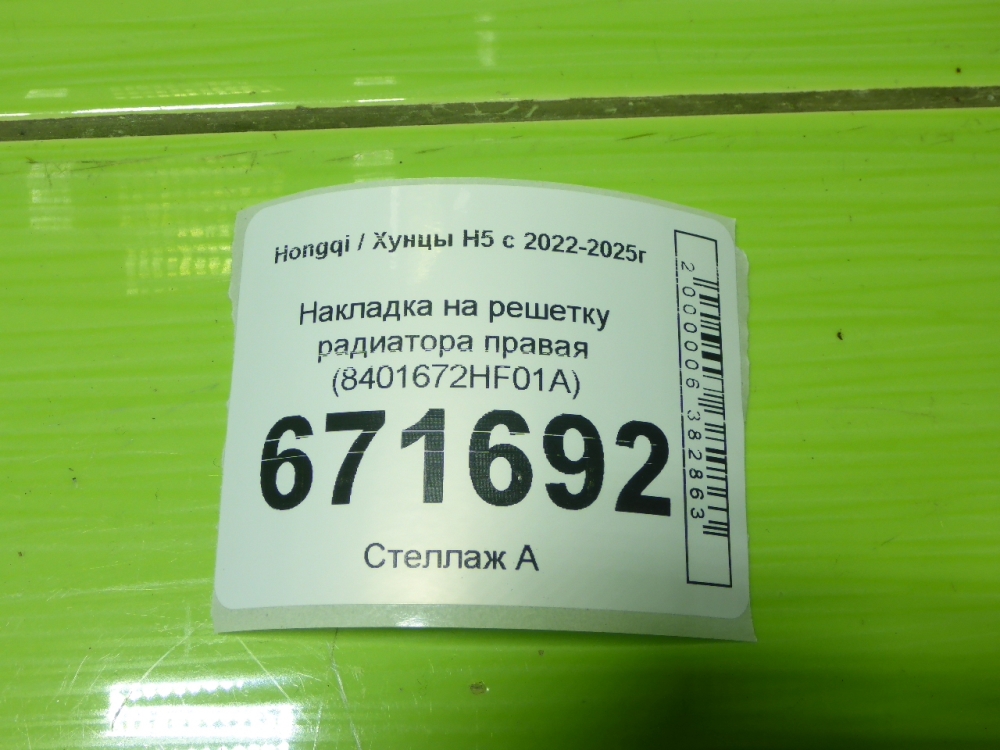 Hongqi / Хунцы H5 с 2022-2025г
Накладка на решетку
радиатора правая
(8401672HF01A)
671692
Стеллаж А
2000006382863